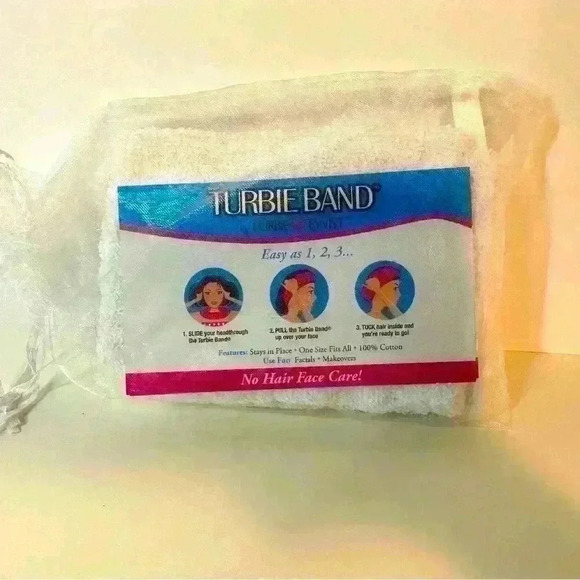 TURBIE BAND®
Easy as 1, 2, 3...
1. SLIDE your head through
the Turbie Band®
2. PULL the Turbie Band®
up over your face
3. TUCK hair inside and
you're ready to go!
Features: Stays in Place • One Size Fits All • 100% Cotton
Use For: Facials • Makeovers
No Hair Face Care!